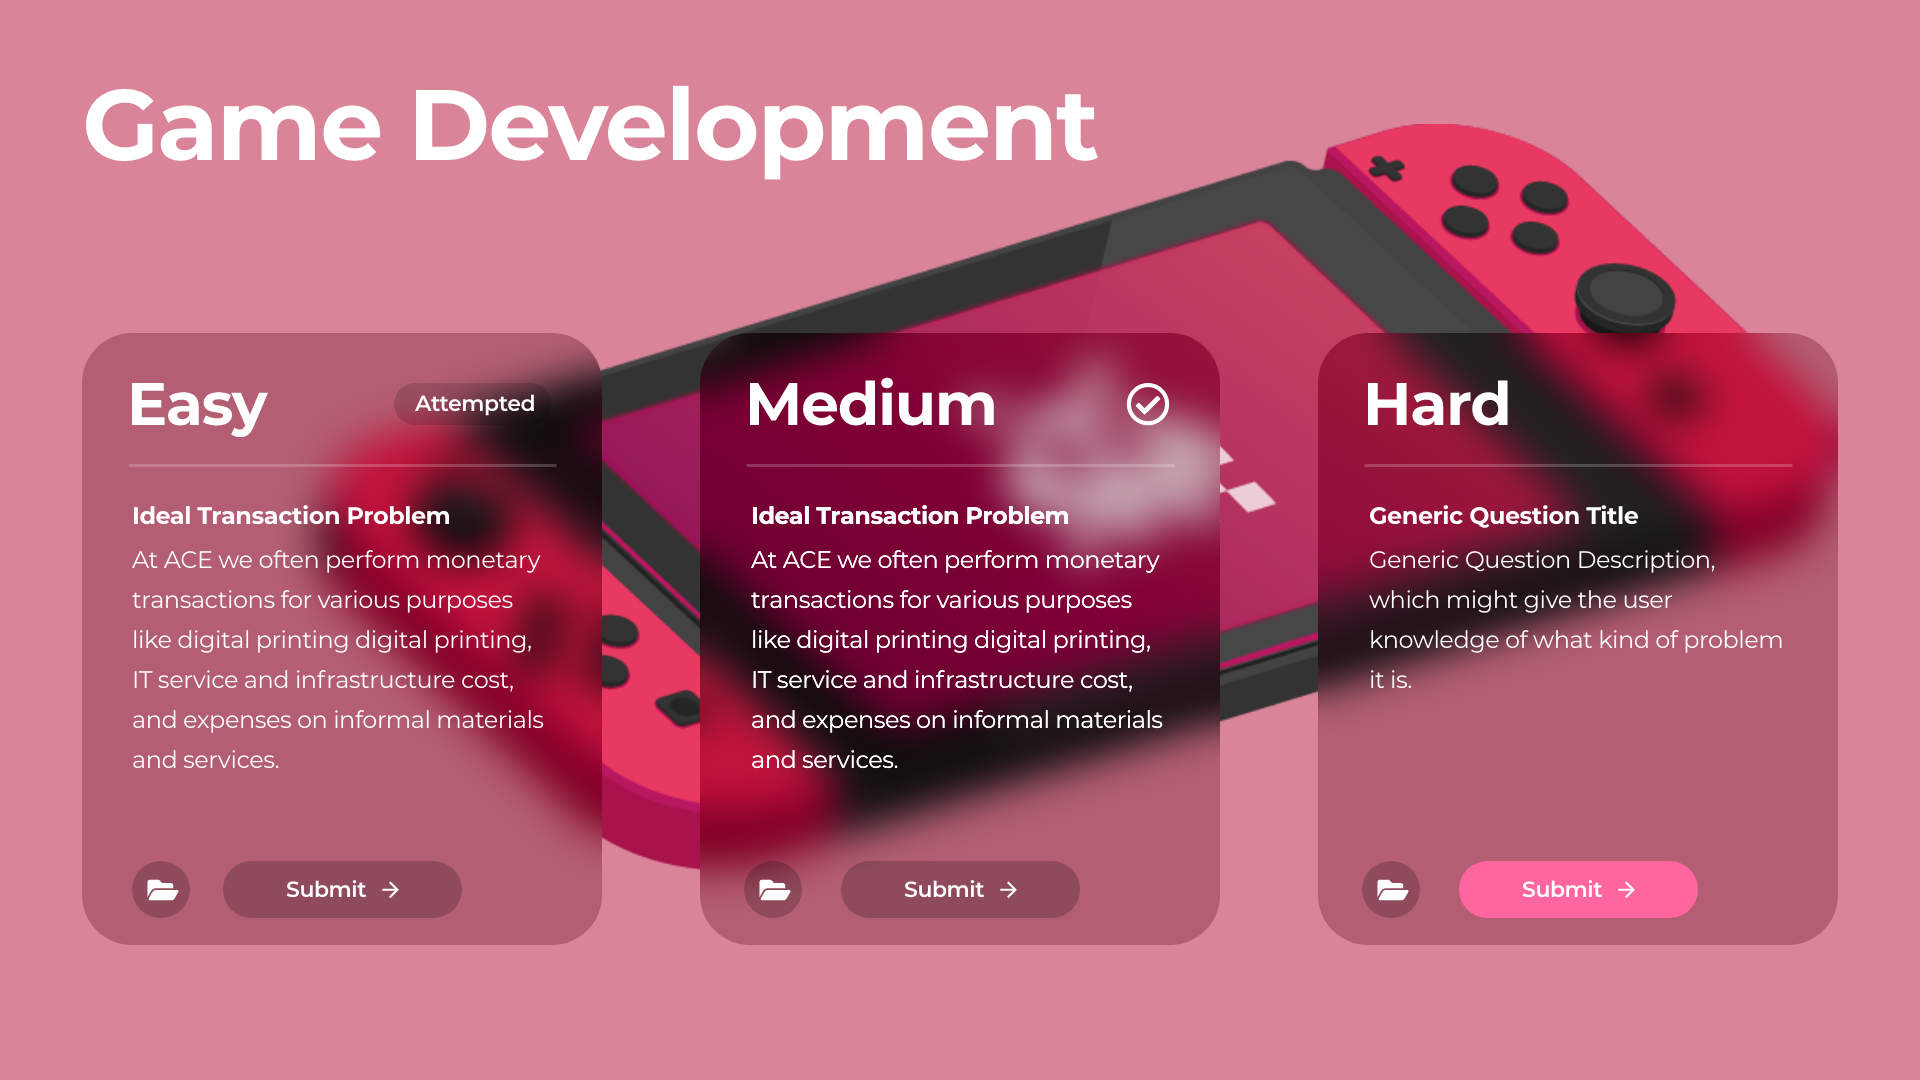 Game Development
Easy
Attempted
Ideal Transaction Problem
At ACE we often perform monetary
transactions for various purposes
like digital printing digital printing,
IT service and infrastructure cost,
and expenses on informal materials
and services.
Submit →
Medium
Ideal Transaction Problem
At ACE we often perform monetary
transactions for various purposes
like digital printing digital printing,
IT service and infrastructure cost,
and expenses on informal materials
and services.
Submit →
Hard
Generic Question Title
Generic Question Description,
which might give the user
knowledge of what kind of problem
it is.
Submit →